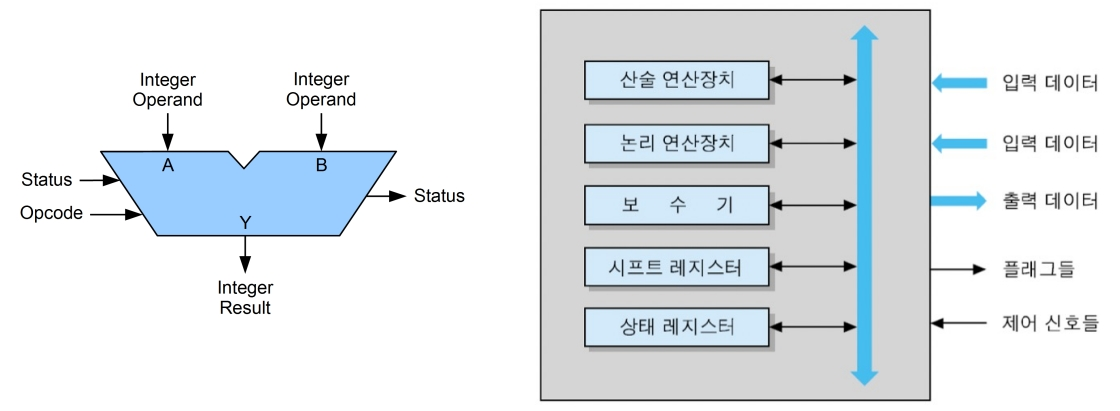 Integer
Operand
Integer
Operand
A
B
Status
Opcode
Status
Y
Integer
Result
산술 연산장치
논리 연산장치
보 수 기
시프트 레지스터
상태 레지스터
입력 데이터
입력 데이터
출력 데이터
플래그들
제어 신호들